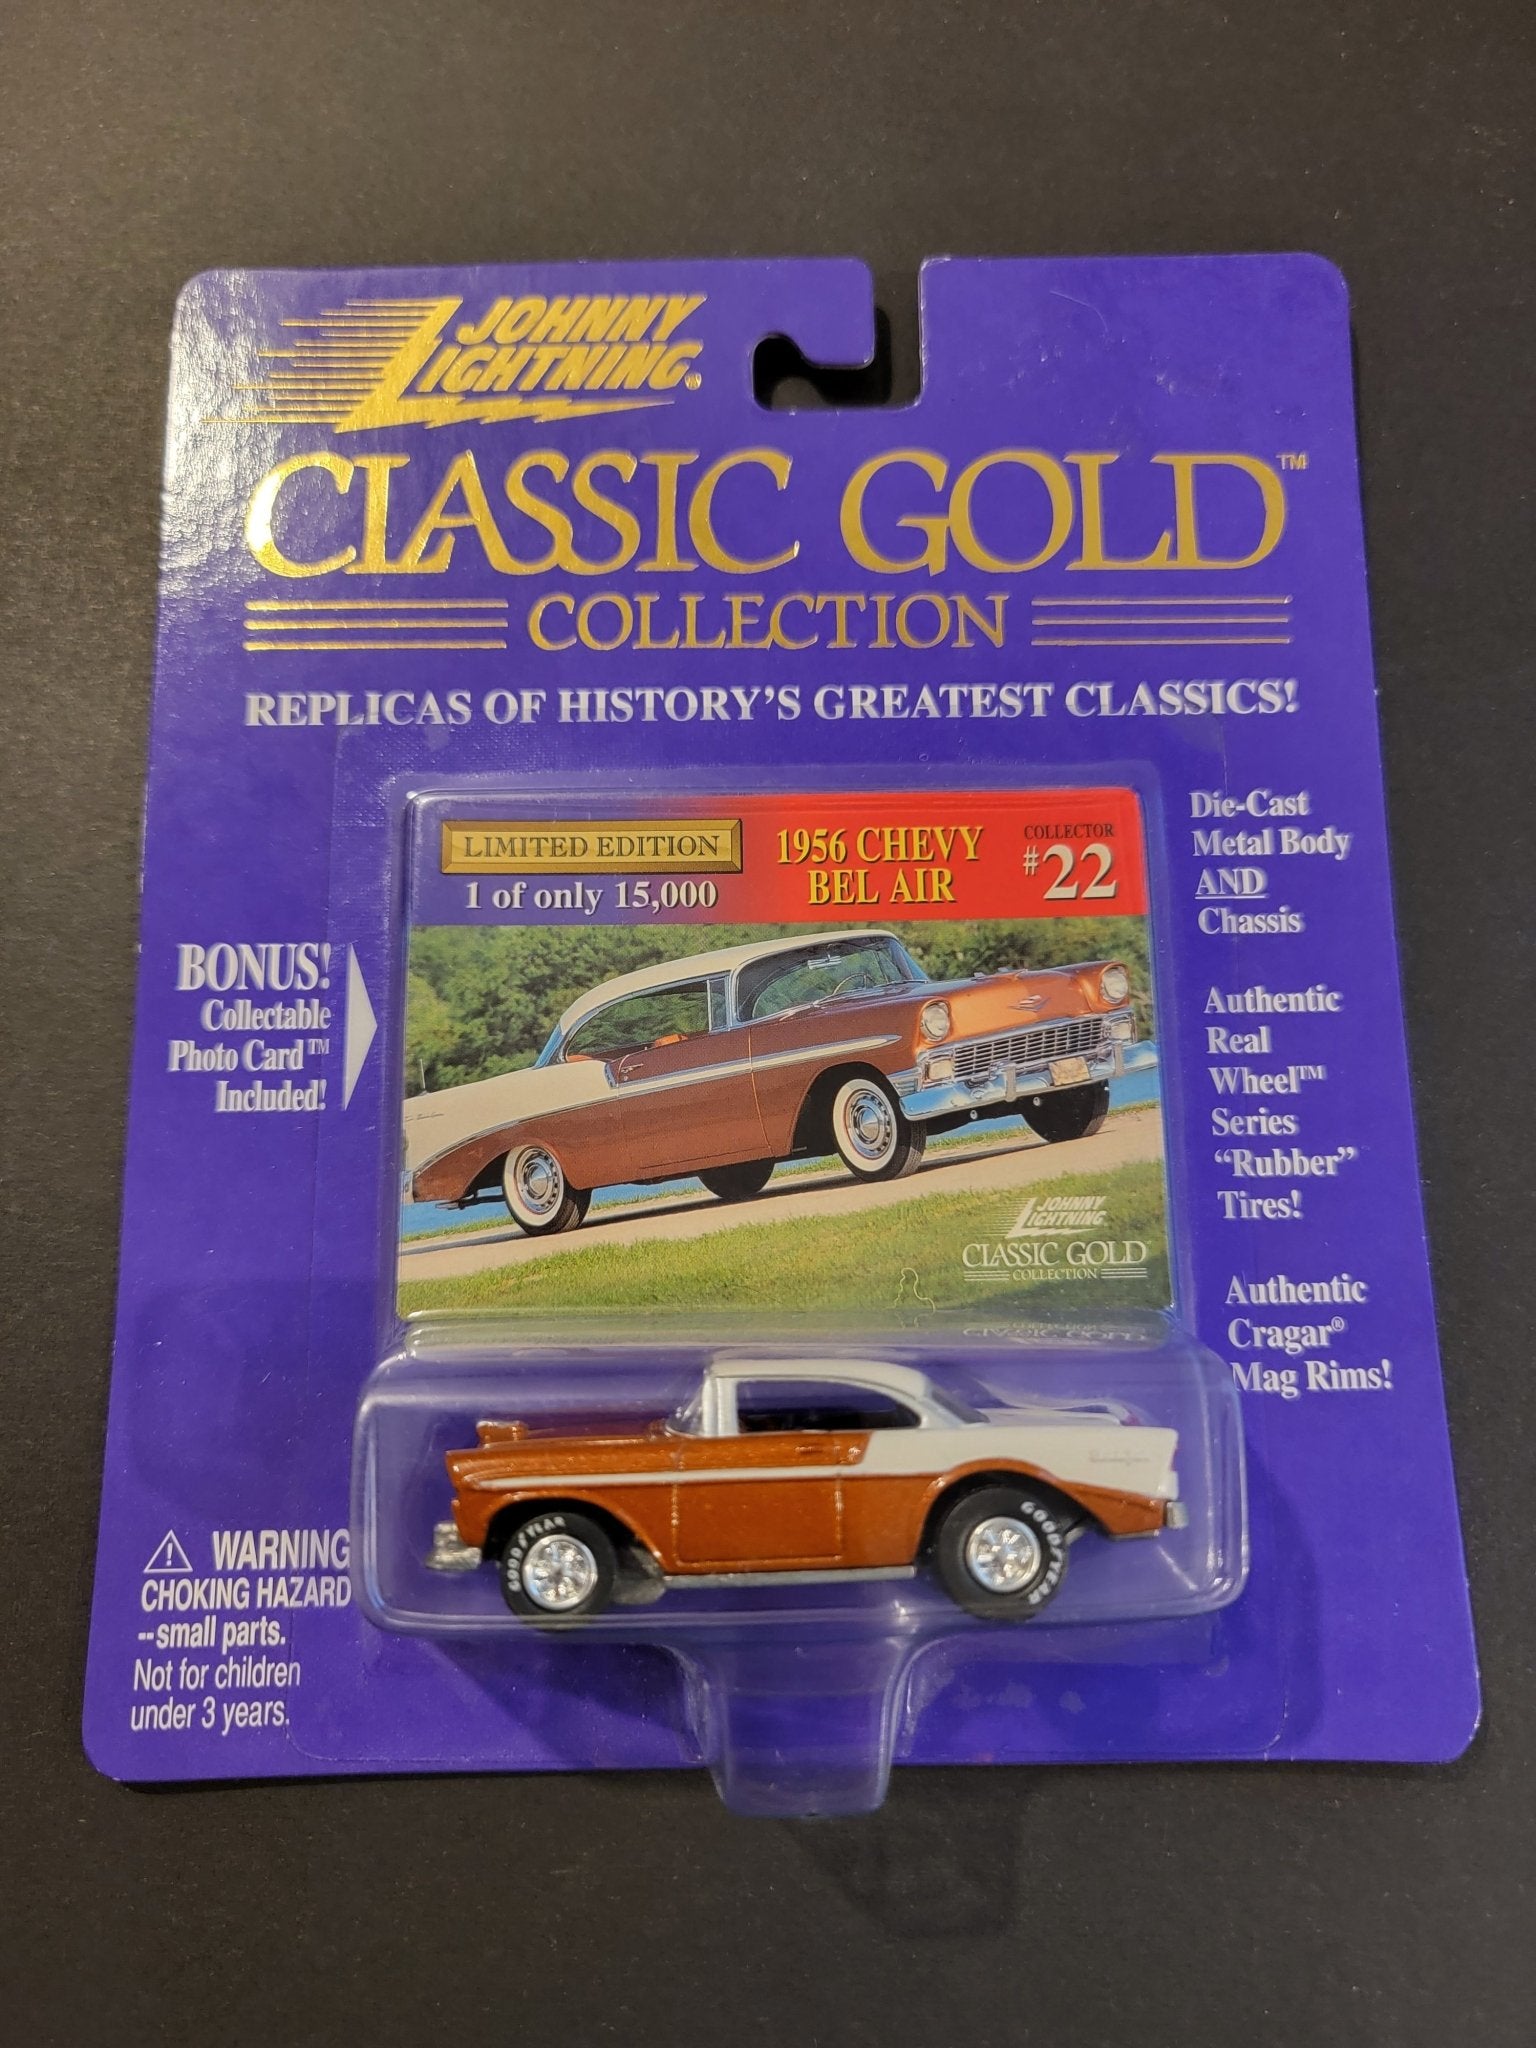 JOHNNY
LIGHTNING®
CLASSIC GOLD™
COLLECTION
REPLICAS OF HISTORY'S GREATEST CLASSICS!
LIMITED EDITION
1 of only 15,000
1956 CHEVY
BEL AIR
COLLECTOR
#22
Die-Cast
Metal Body
AND
Chassis
BONUS!
Collectable
Photo Card™
Included!
Authentic
Real
Wheel™
Series
“Rubber”
Tires!
JOHNNY
LIGHTNING
CLASSIC GOLD
COLLECTION
Authentic
Cragar®
Mag Rims!
GOODYEAR
GOODYEAR
WARNING
CHOKING HAZARD
--small parts.
Not for children
under 3 years.